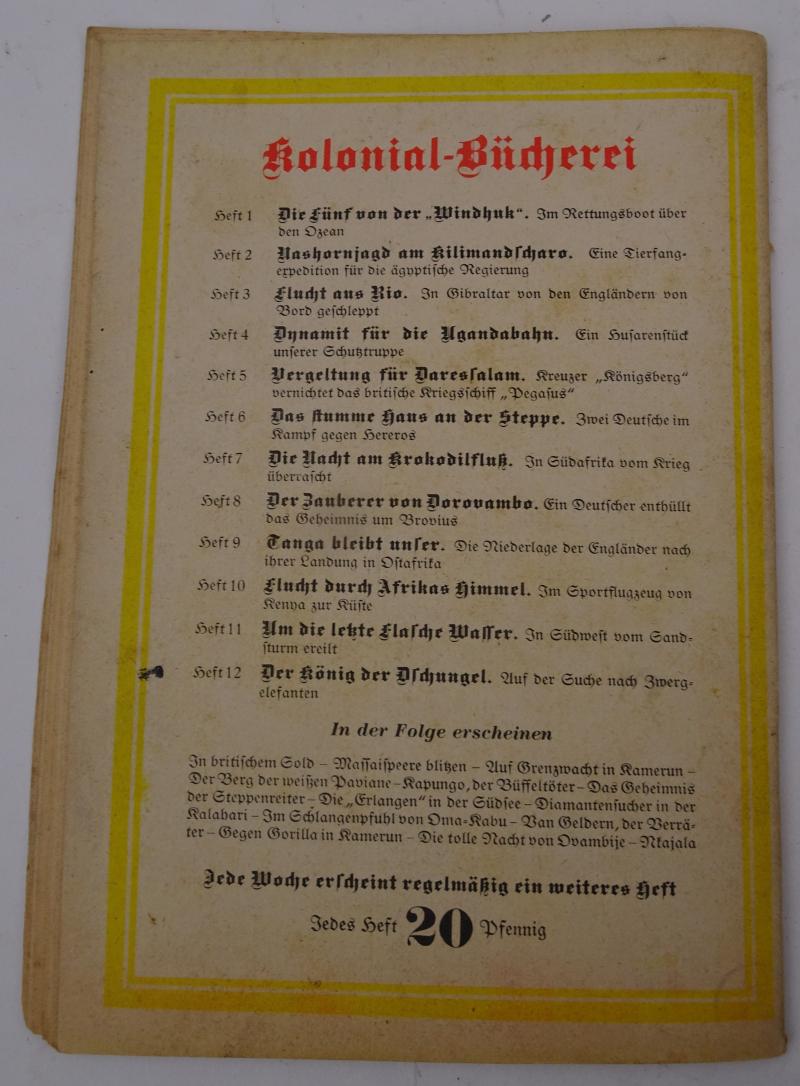 Kolonial-Bücherei
Heft 1 Die Fünf von der „Windhuk“. Im Rettungsboot über
den Ozean
Heft 2 Nashornjagd am Kilimandſcharo. Eine Tierfang-
expedition für die ägyptiſche Regierung
Heft 3 Flucht aus Rio. In Gibraltar von den Engländern von
Bord geſchleppt
Heft 4 Dynamit für die Ugandabahn. Ein Huſarenſtück
unſerer Schutztruppe
Heft 5 Vergeltung für Daresſalam. Kreuzer „Königsberg“
vernichtet das britiſche Kriegsſchiff „Pegaſus“
Heft 6 Das ſtumme Haus an der Steppe. Zwei Deutſche im
Kampf gegen Hereros
Heft 7 Die Nacht am Krokodilfluß. In Südafrika vom Krieg
überraſcht
Heft 8 Der Zauberer von Dorovambo. Ein Deutſcher enthüllt
das Geheimnis um Brovius
Heft 9 Tanga bleibt unſer. Die Niederlage der Engländer nach
ihrer Landung in Oſtafrika
Heft 10 Flucht durch Afrikas Himmel. Im Sportflugzeug von
Kenya zur Küſte
Heft 11 Um die letzte Flaſche Waſſer. In Südweſt vom Sand-
ſturm ereilt
Heft 12 Der König der Dſchungel. Auf der Suche nach Zwerg-
elefanten
In der Folge erscheinen
In britiſchem Sold – Maſſaiſpeere blitzen – Auf Grenzwacht in Kamerun –
Der Berg der weißen Paviane – Kapungo, der Büffeltöter – Das Geheimnis
der Steppenreiter – Die „Erlangen“ in der Südſee – Diamantenſucher in der
Kalahari – Im Schlangenpfuhl von Oma-Kabu – Van Geldern, der Verrä-
ter – Gegen Gorilla in Kamerun – Die tolle Nacht von Ovambije – Nkajala
Jede Woche erſcheint regelmäßig ein weiteres Heft
Jedes Heft 20 Pfennig